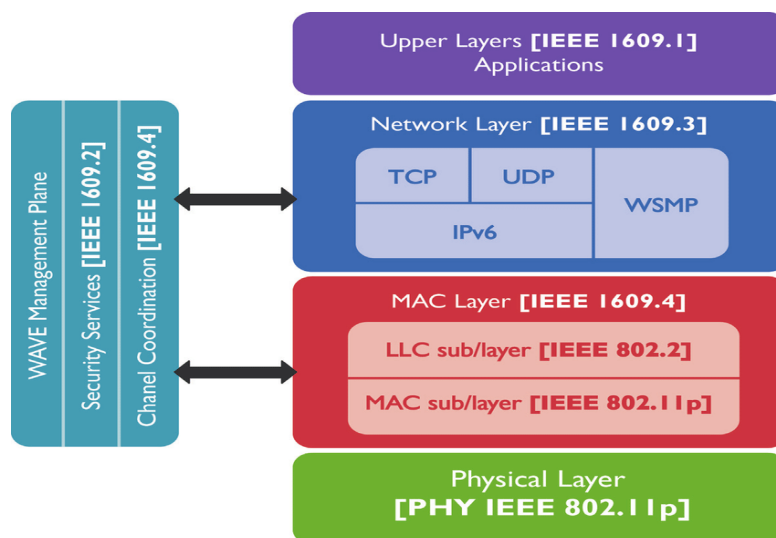 Upper Layers [IEEE 1609.1]
Applications
WAVE Management Plane
Security Services [IEEE 1609.2]
Chanel Coordination [IEEE 1609.4]
Network Layer [IEEE 1609.3]
TCP
UDP
WSMP
IPv6
MAC Layer [IEEE 1609.4]
LLC sub/layer [IEEE 802.2]
MAC sub/layer [IEEE 802.11p]
Physical Layer
[PHY IEEE 802.11p]